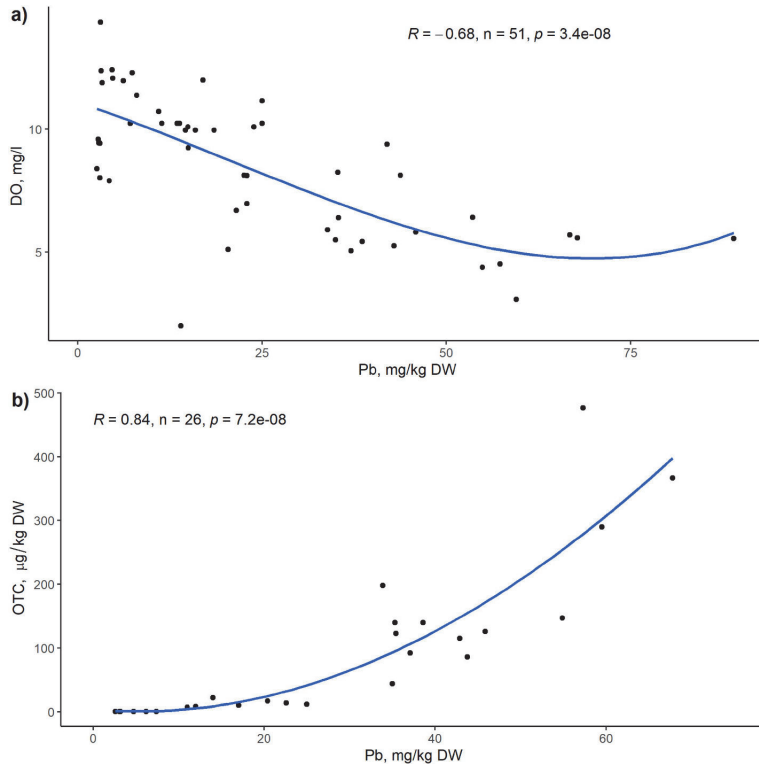 a)
R = −0.68, n = 51, p = 3.4e-08
DO, mg/l
10
5
0
25
50
75
Pb, mg/kg DW
b)
R = 0.84, n = 26, p = 7.2e-08
OTC, μg/kg DW
500
400
300
200
100
0
0
20
40
60
Pb, mg/kg DW